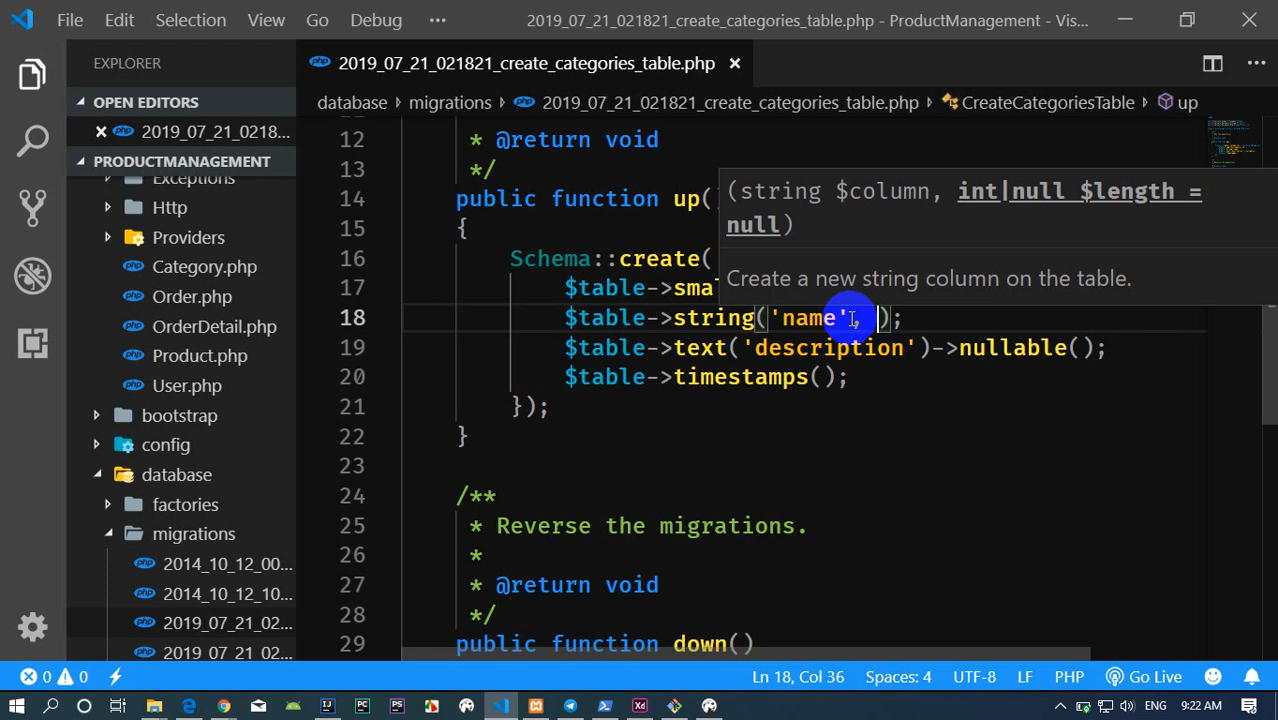 File Edit Selection View Go Debug ··· 2019_07_21_021821_create_categories_table.php - ProductManagement - Vis...
EXPLORER
OPEN EDITORS
2019_07_21_0218...
PRODUCTMANAGEMENT
Exceptions
Http
Providers
Category.php
Order.php
OrderDetail.php
Product.php
User.php
bootstrap
config
database
factories
migrations
2014_10_12_00...
2014_10_12_10...
2019_07_21_02...
2019_07_21_02...
2019_07_21_021821_create_categories_table.php
database migrations 2019_07_21_021821_create_categories_table.php CreateCategoriesTable up
12 * @return void
13 */
14 public function up()
15 {
16 Schema::create(
17 $table->sma
18 $table->string('name', );
19 $table->text('description')->nullable();
20 $table->timestamps();
21 });
22 }
23
24 /**
25 * Reverse the migrations.
26 *
27 * @return void
28 */
29 public function down()
(string $column, int|null $length =
null)
Create a new string column on the table.
0 0 Ln 18, Col 36 Spaces: 4 UTF-8 LF PHP Go Live
9:22 AM